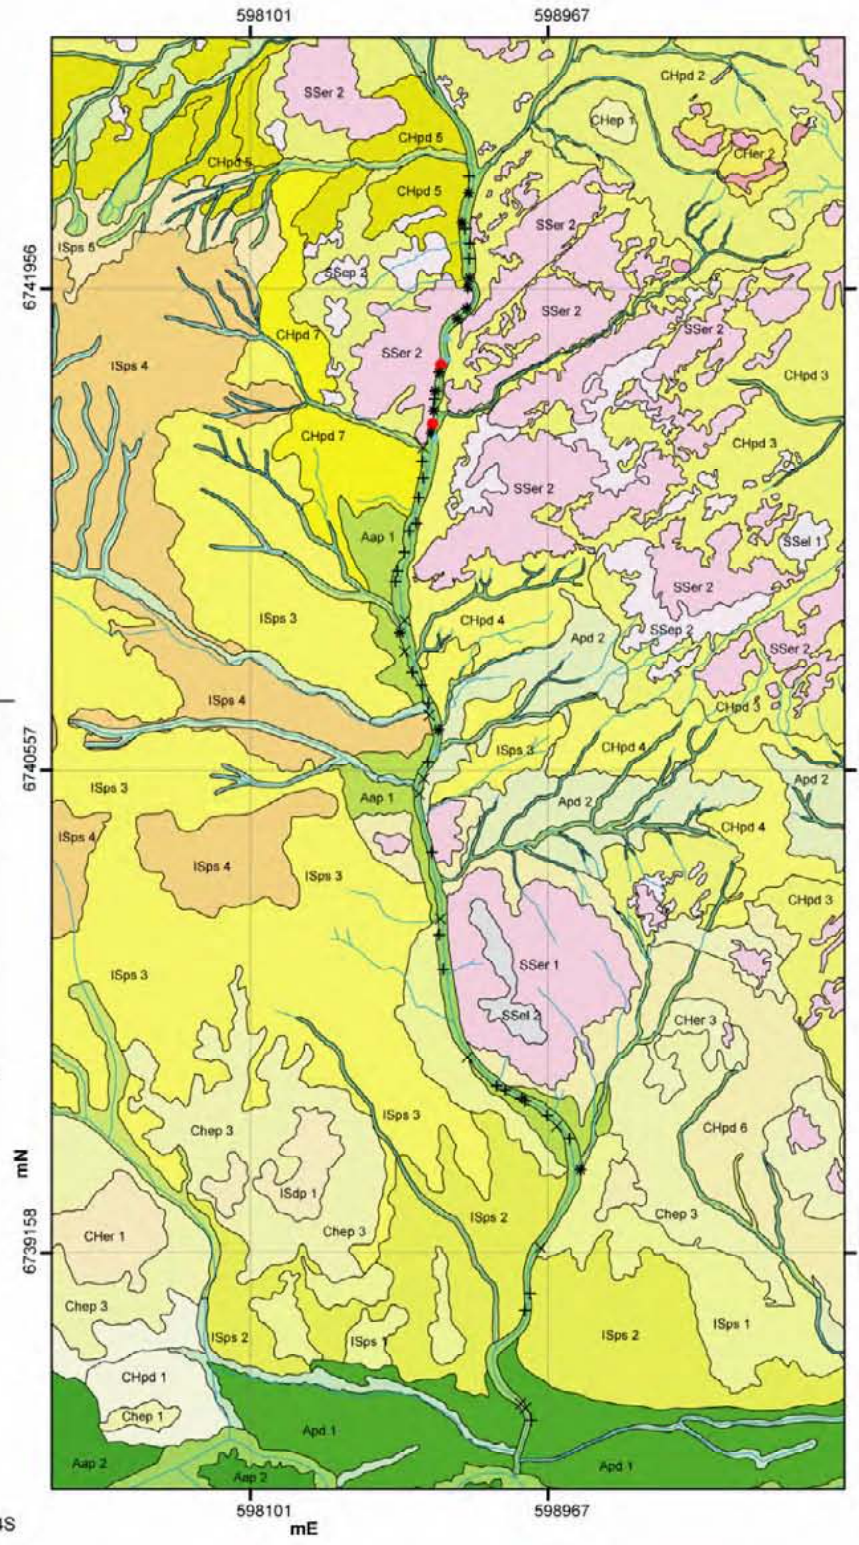 598101 598967
CHpd 2
SSer 2
CHep 1
CHpd 5
CHer 2
CHpd 5
CHpd 5
SSer 2
ISps 5
SSep 2
6741956
SSer 2
CHpd 7
SSer 2
SSer 2
ISps 4
CHpd 3
CHpd 7
CHpd 3
SSer 2
Aap 1
SSel 1
SSer 2
ISps 3
CHpd 4
SSep 2
Apd 2
SSer 2
ISps 4
CHpd 3
ISps 3
CHpd 4
6740557
Apd 2
ISps 3
Aap 1
Apd 2
CHpd 4
ISps 4
ISps 4
ISps 3
CHpd 3
SSer 1
ISps 3
SSel 2
CHer 3
ISps 3
Chep 3
CHpd 6
mN
ISdp 1
ISps 2
Chep 3
CHer 1
Chep 3
6739158
Chep 3
ISps 2
ISps 1
ISps 2
ISps 1
CHpd 1
Chep 1
Apd 1
Aap 2
Aap 2
Apd 1
598101 598967
mE
4S